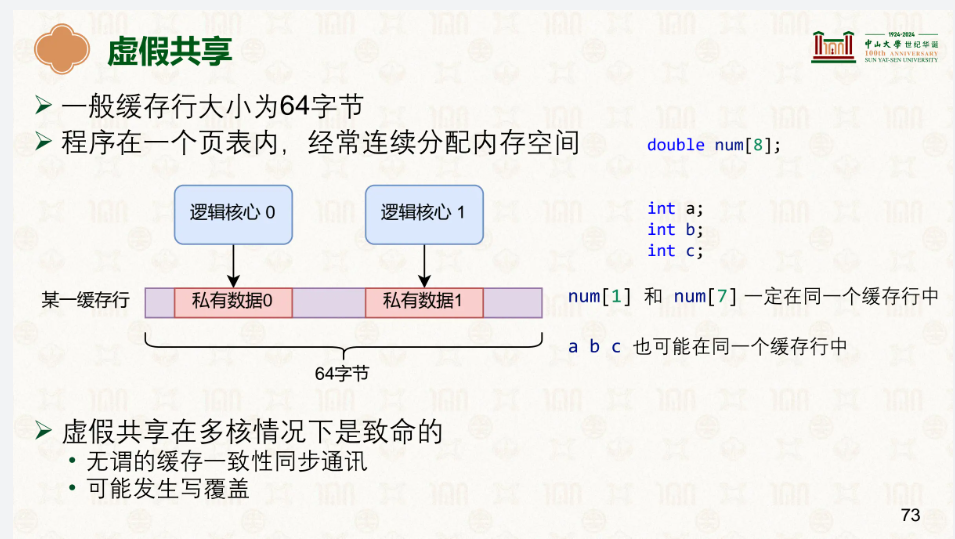 虚假共享
1924-2024
中山大學 世纪华诞
100th ANNIVERSARY
SUN YAT-SEN UNIVERSITY
一般缓存行大小为64字节
程序在一个页表内，经常连续分配内存空间
double num[8];
逻辑核心 0
逻辑核心 1
int a;
int b;
int c;
某一缓存行
私有数据0
私有数据1
num[1] 和 num[7] 一定在同一个缓存行中
a b c 也可能在同一个缓存行中
64字节
虚假共享在多核情况下是致命的
• 无谓的缓存一致性同步通讯
• 可能发生写覆盖
73